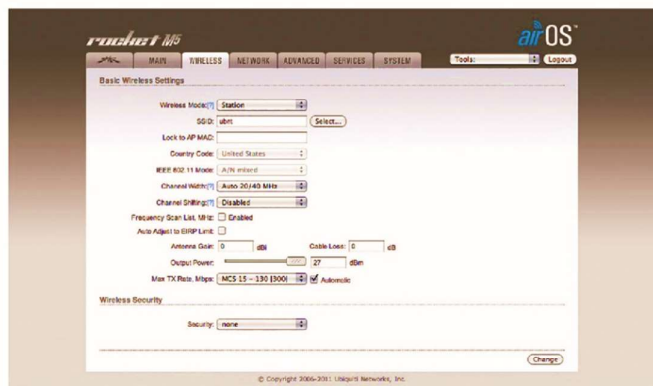 rocket M5
airOS
MAIN WIRELESS NETWORK ADVANCED SERVICES SYSTEM Tools: Logout
Basic Wireless Settings
Wireless Mode:[?] Station
SSID: ubnt Select...
Lock to AP MAC:
Country Code: United States
IEEE 802.11 Mode: A/N mixed
Channel Width:[?] Auto 20/40 MHz
Channel Shifting:[?] Disabled
Frequency Scan List, MHz: Enabled
Auto Adjust to EIRP Limit:
Antenna Gain: 0 dBi Cable Loss: 0 dB
Output Power: 27 dBm
Max TX Rate, Mbps: MCS 15 - 130 [300] Automatic
Wireless Security
Security: none
Change
© Copyright 2006-2011 Ubiquiti Networks, Inc.